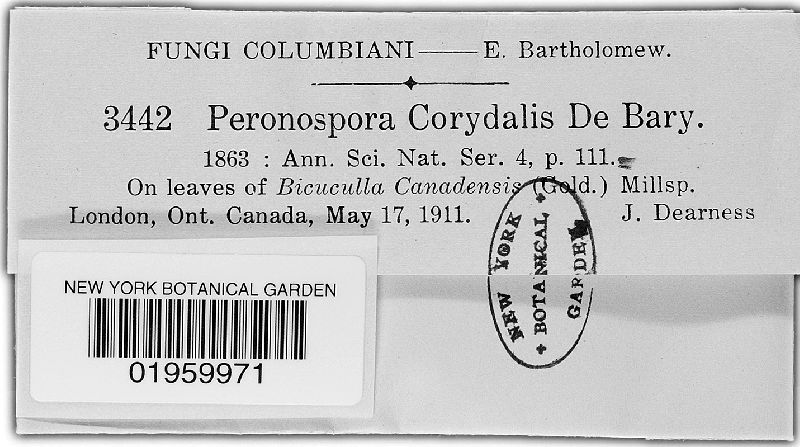 FUNGI COLUMBIANI—E. Bartholomew.
3442 Peronospora Corydalis De Bary.
1863 : Ann. Sci. Nat. Ser. 4, p. 111.
On leaves of Bicuculla Canadensis (Gold.) Millsp.
London, Ont. Canada, May 17, 1911. J. Dearness
NEW YORK
BOTANICAL
GARDEN
NEW YORK BOTANICAL GARDEN
01959971